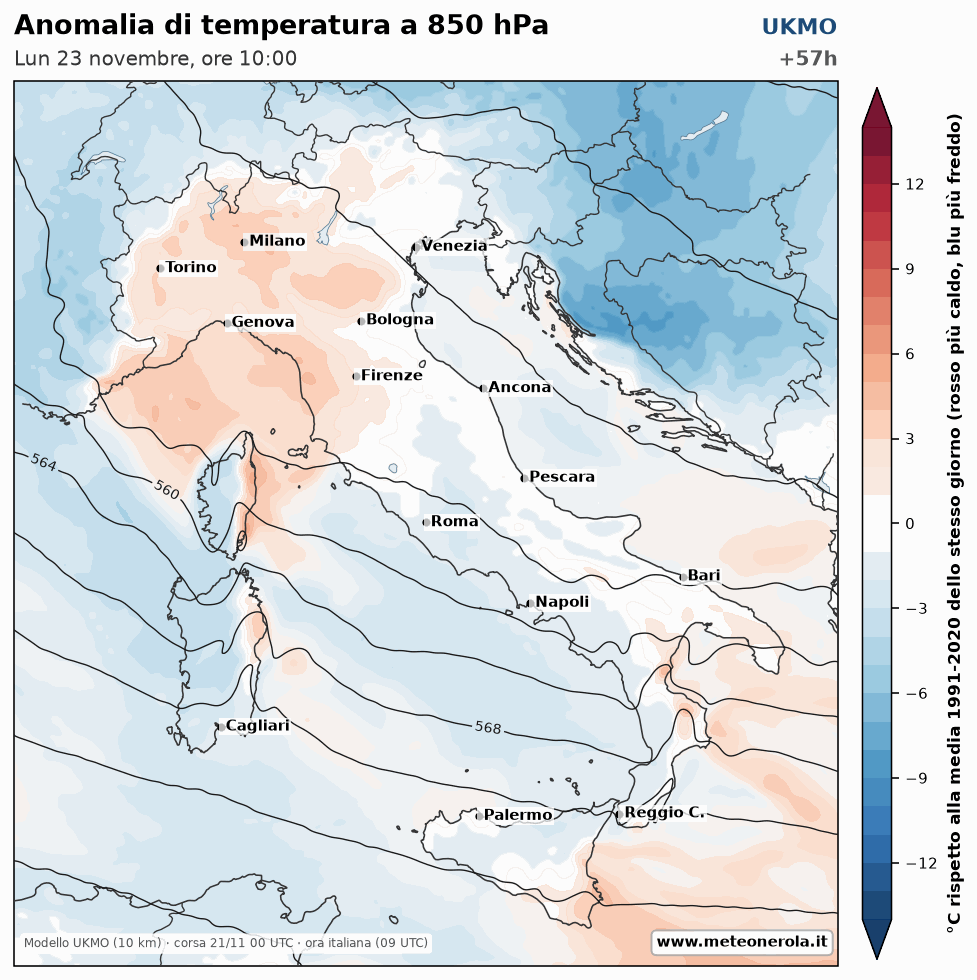 Anomalia di temperatura a 850 hPa
UKMO
Lun 23 novembre, ore 10:00
+57h
Milano
Venezia
Torino
Genova
Bologna
Firenze
Ancona
564
560
Pescara
Roma
Bari
Napoli
Cagliari
568
Palermo
Reggio C.
Modello UKMO (10 km) · corsa 21/11 00 UTC · ora italiana (09 UTC)
www.meteonerola.it
12
9
6
3
0
−3
−6
−9
−12
°C rispetto alla media 1991-2020 dello stesso giorno (rosso più caldo, blu più freddo)